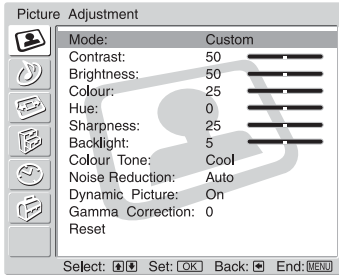 Picture Adjustment
Mode: Custom
Contrast: 50
Brightness: 50
Colour: 25
Hue: 0
Sharpness: 25
Backlight: 5
Colour Tone: Cool
Noise Reduction: Auto
Dynamic Picture: On
Gamma Correction: 0
Reset
Select: Set: OK Back: End: MENU